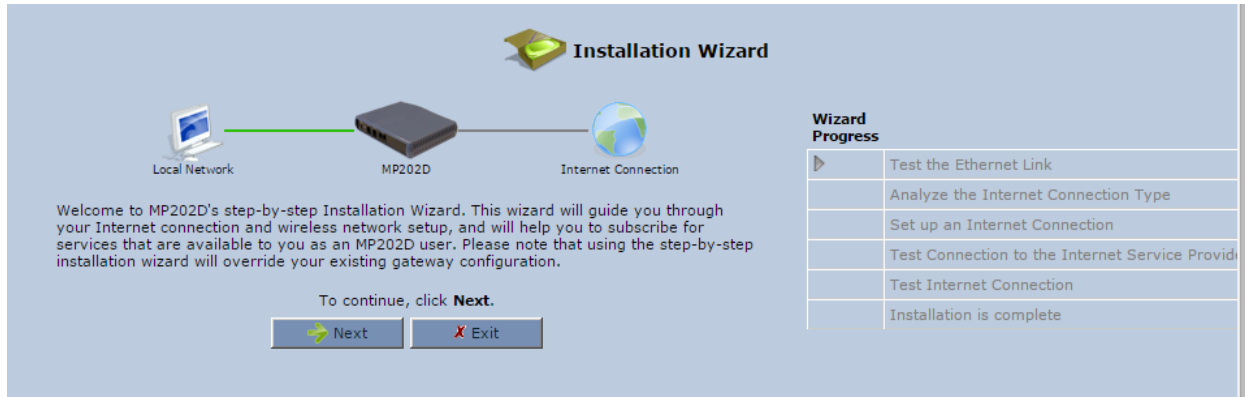 Installation Wizard
Local Network
MP202D
Internet Connection
Welcome to MP202D's step-by-step Installation Wizard. This wizard will guide you through
your Internet connection and wireless network setup, and will help you to subscribe for
services that are available to you as an MP202D user. Please note that using the step-by-step
installation wizard will override your existing gateway configuration.
To continue, click Next.
Next
Exit
Wizard
Progress
Test the Ethernet Link
Analyze the Internet Connection Type
Set up an Internet Connection
Test Connection to the Internet Service
Test Internet Connection
Installation is complete